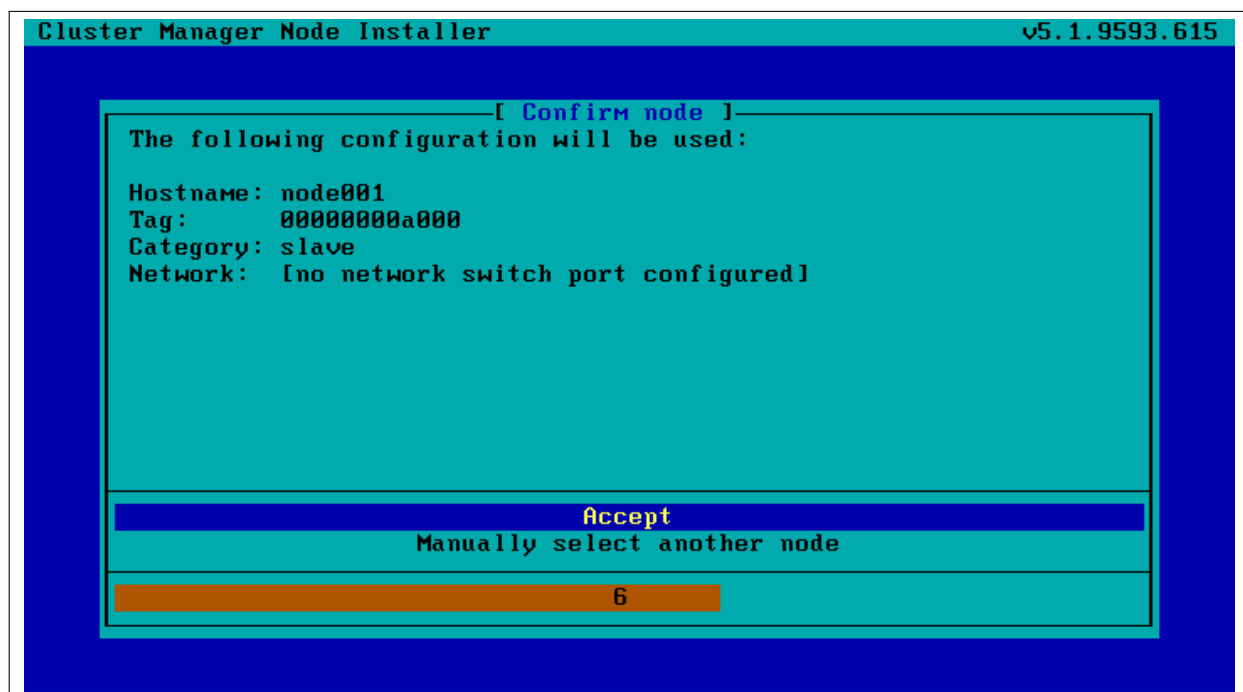 Cluster Manager Node Installer v5.1.9593.615
[ Confirm node ]
The following configuration will be used:
Hostname: node001
Tag: 00000000a000
Category: slave
Network: [no network switch port configured]
Accept
Manually select another node
6